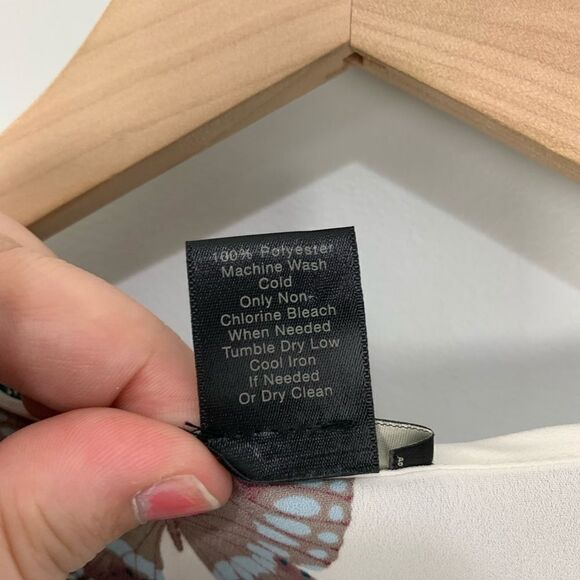 100% Polyester
Machine Wash
Cold
Only Non-
Chlorine Bleach
When Needed
Tumble Dry Low
Cool Iron
If Needed
Or Dry Clean